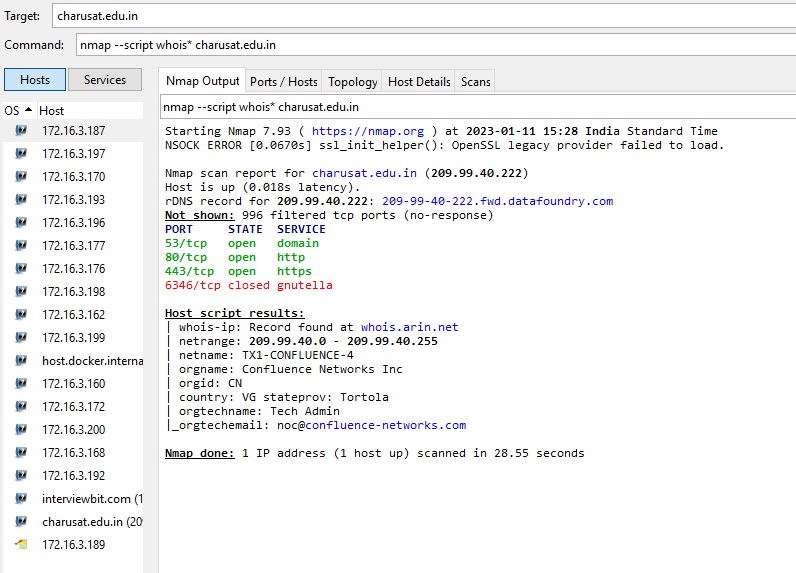 Target: charusat.edu.in
Command: nmap --script whois* charusat.edu.in
Hosts Services
OS Host
172.16.3.187
172.16.3.197
172.16.3.170
172.16.3.193
172.16.3.196
172.16.3.177
172.16.3.176
172.16.3.198
172.16.3.162
172.16.3.199
host.docker.interna
172.16.3.160
172.16.3.172
172.16.3.200
172.16.3.168
172.16.3.192
interviewbit.com (1
charusat.edu.in (20
172.16.3.189
Nmap Output Ports / Hosts Topology Host Details Scans
nmap --script whois* charusat.edu.in
Starting Nmap 7.93 ( https://nmap.org ) at 2023-01-11 15:28 India Standard Time
NSOCK ERROR [0.0670s] ssl_init_helper(): OpenSSL legacy provider failed to load.
Nmap scan report for charusat.edu.in (209.99.40.222)
Host is up (0.018s latency).
rDNS record for 209.99.40.222: 209-99-40-222.fwd.datafoundry.com
Not shown: 996 filtered tcp ports (no-response)
PORT STATE SERVICE
53/tcp open domain
80/tcp open http
443/tcp open https
6346/tcp closed gnutella
Host script results:
| whois-ip: Record found at whois.arin.net
| netrange: 209.99.40.0 - 209.99.40.255
| netname: TX1-CONFLUENCE-4
| orgname: Confluence Networks Inc
| orgid: CN
| country: VG stateprov: Tortola
| orgtechname: Tech Admin
|_orgtechemail: noc@confluence-networks.com
Nmap done: 1 IP address (1 host up) scanned in 28.55 seconds